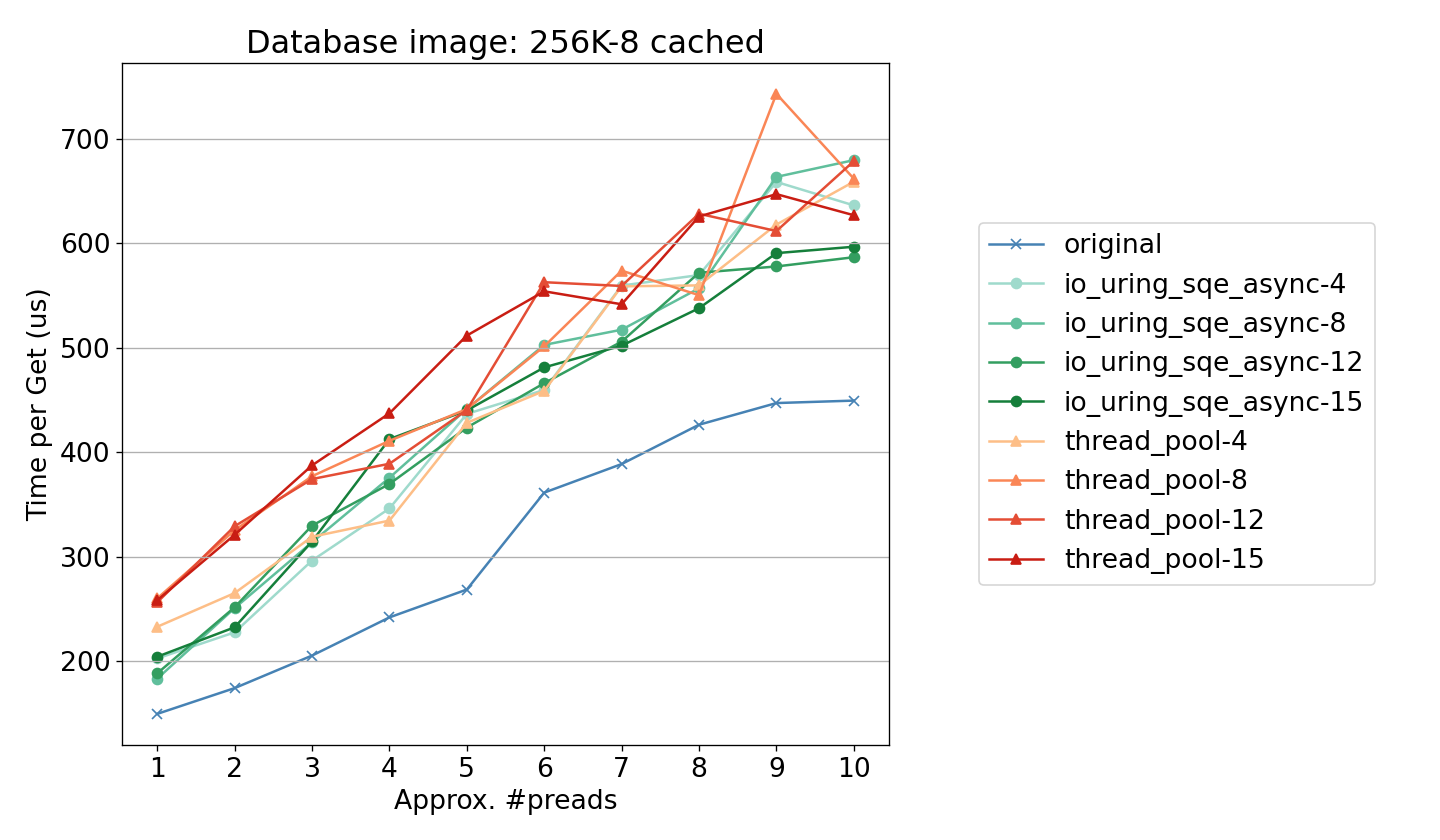 Database image: 256K-8 cached
Time per Get (us)
700
600
500
400
300
200
1 2 3 4 5 6 7 8 9 10
Approx. #preads
original
io_uring_sqe_async-4
io_uring_sqe_async-8
io_uring_sqe_async-12
io_uring_sqe_async-15
thread_pool-4
thread_pool-8
thread_pool-12
thread_pool-15